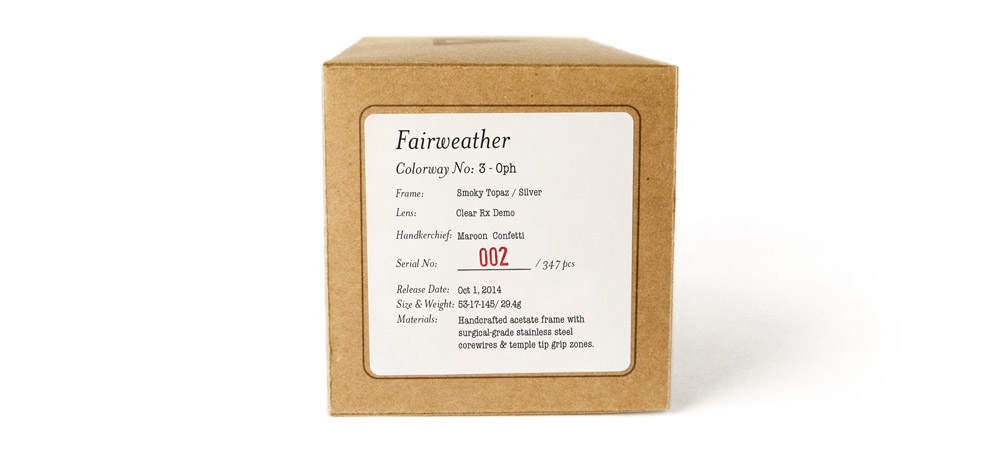 Fairweather
Colorway No: 3 - Oph
Frame: Smoky Topaz / Silver
Lens: Clear Rx Demo
Handkerchief: Maroon Confetti
Serial No: 002 / 347 pcs
Release Date: Oct 1, 2014
Size & Weight: 53-17-145/ 29.4g
Materials: Handcrafted acetate frame with
surgical-grade stainless steel
corewires & temple tip grip zones.